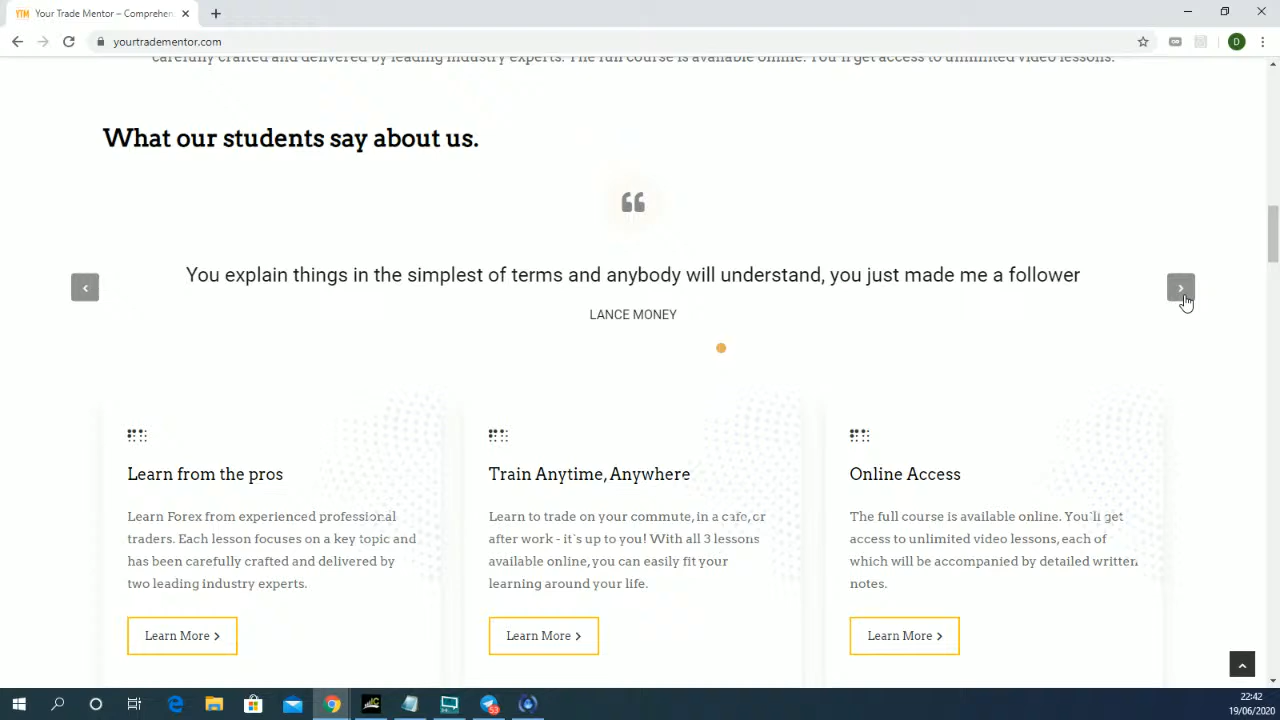 YTM Your Trade Mentor – Comprehen
yourtradementor.com
D
carefully crafted and delivered by leading industry experts. The full course is available online. You'll get access to unlimited video lessons.
What our students say about us.
You explain things in the simplest of terms and anybody will understand, you just made me a follower
LANCE MONEY
Learn from the pros
Learn Forex from experienced professional
traders. Each lesson focuses on a key topic and
has been carefully crafted and delivered by
two leading industry experts.
Learn More
Train Anytime, Anywhere
Learn to trade on your commute, in a cafe, or
after work - it`s up to you! With all 3 lessons
available online, you can easily fit your
learning around your life.
Learn More
Online Access
The full course is available online. You`ll get
access to unlimited video lessons, each of
which will be accompanied by detailed written
notes.
Learn More
53
22:42
19/06/2020